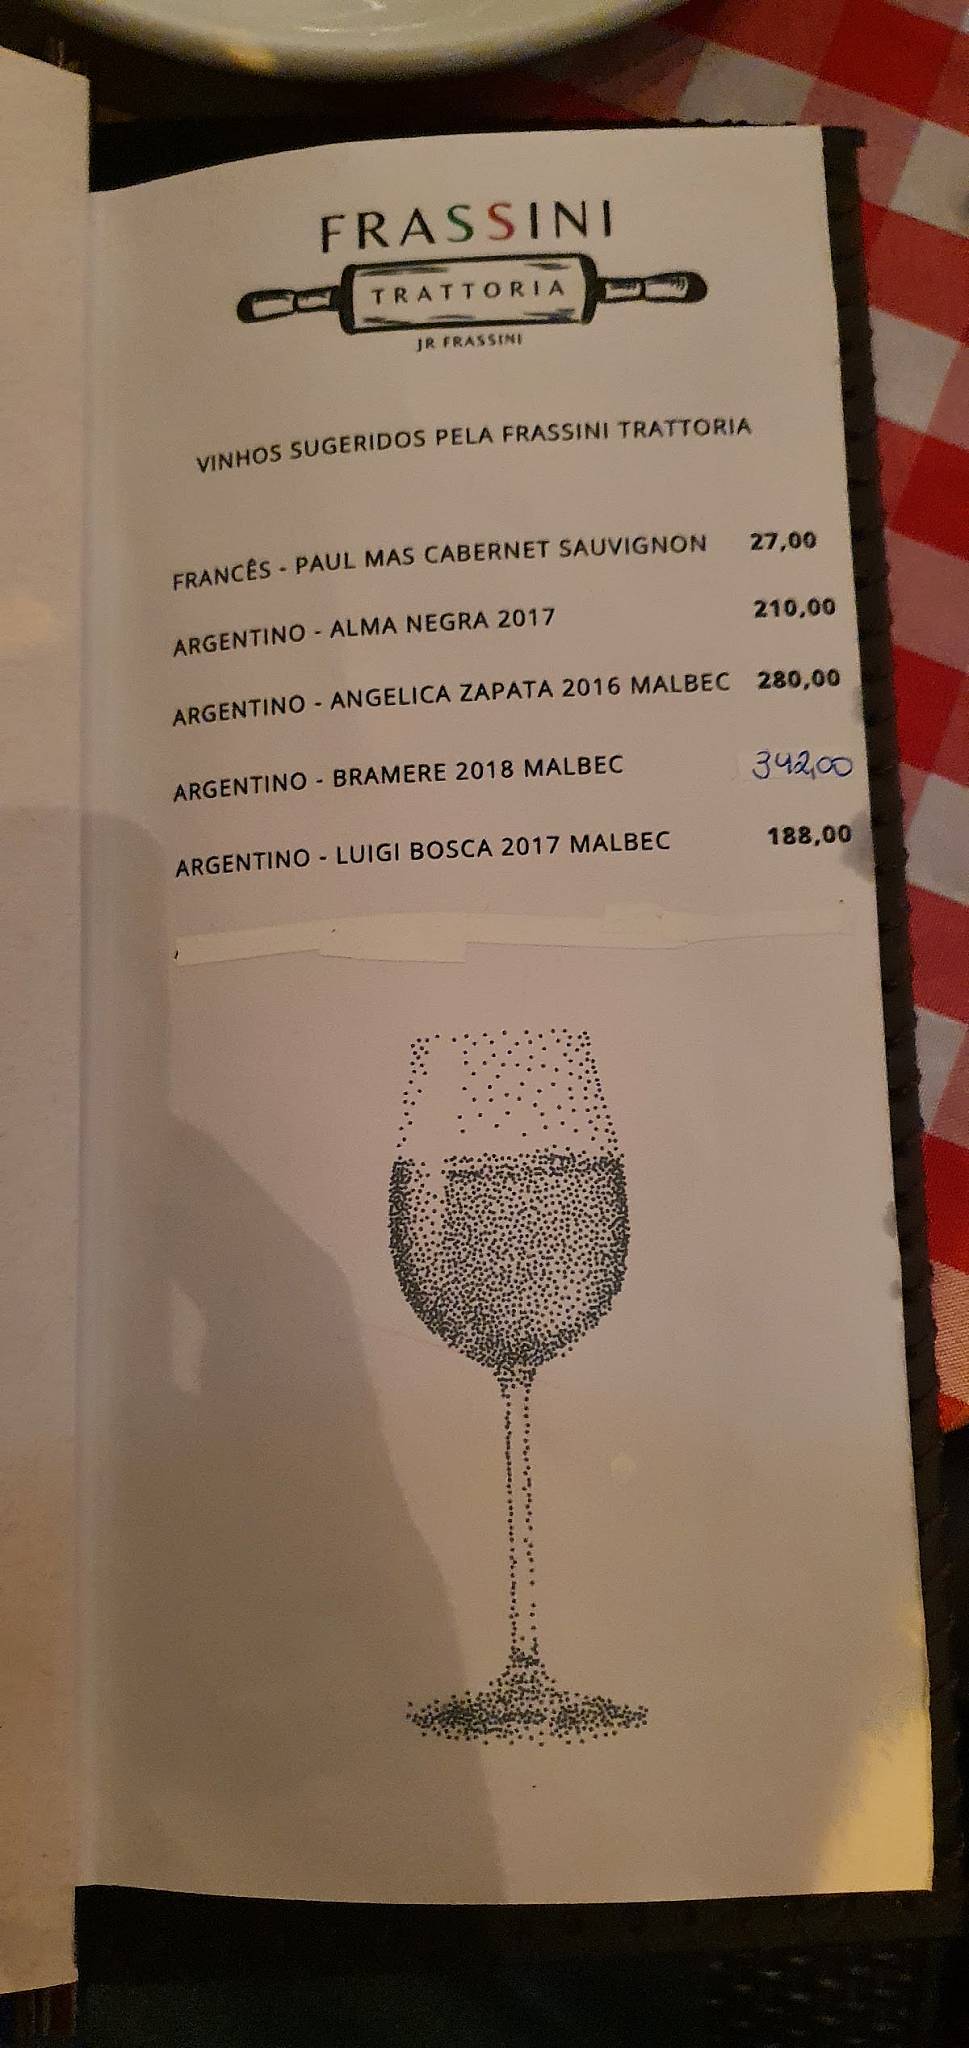 FRASSINI
TRATTORIA
JR FRASSINI
VINHOS SUGERIDOS PELA FRASSINI TRATTORIA
FRANCÊS - PAUL MAS CABERNET SAUVIGNON 27,00
ARGENTINO - ALMA NEGRA 2017 210,00
ARGENTINO - ANGELICA ZAPATA 2016 MALBEC 280,00
ARGENTINO - BRAMERE 2018 MALBEC 342,00
ARGENTINO - LUIGI BOSCA 2017 MALBEC 188,00